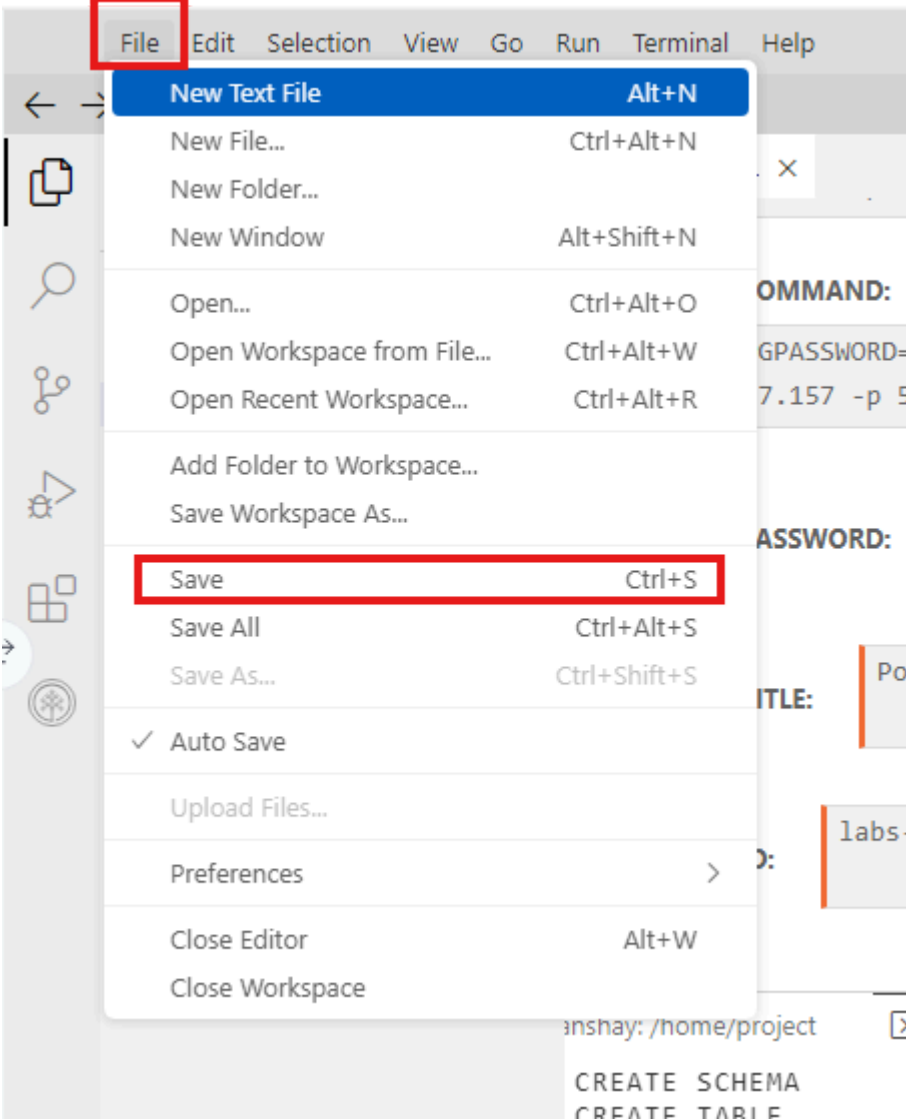 File Edit Selection View Go Run Terminal Help
New Text File Alt+N
New File... Ctrl+Alt+N
New Folder...
New Window Alt+Shift+N
Open... Ctrl+Alt+O
Open Workspace from File... Ctrl+Alt+W
Open Recent Workspace... Ctrl+Alt+R
Add Folder to Workspace...
Save Workspace As...
Save Ctrl+S
Save All Ctrl+Alt+S
Save As... Ctrl+Shift+S
Auto Save
Upload Files...
Preferences
Close Editor Alt+W
Close Workspace
OMMAND:
GPASSWORD=
7.157 -p 5
ASSWORD:
ITLE:
Po
labs-
D:
anshay: /home/project
CREATE SCHEMA
CREATE TABLE